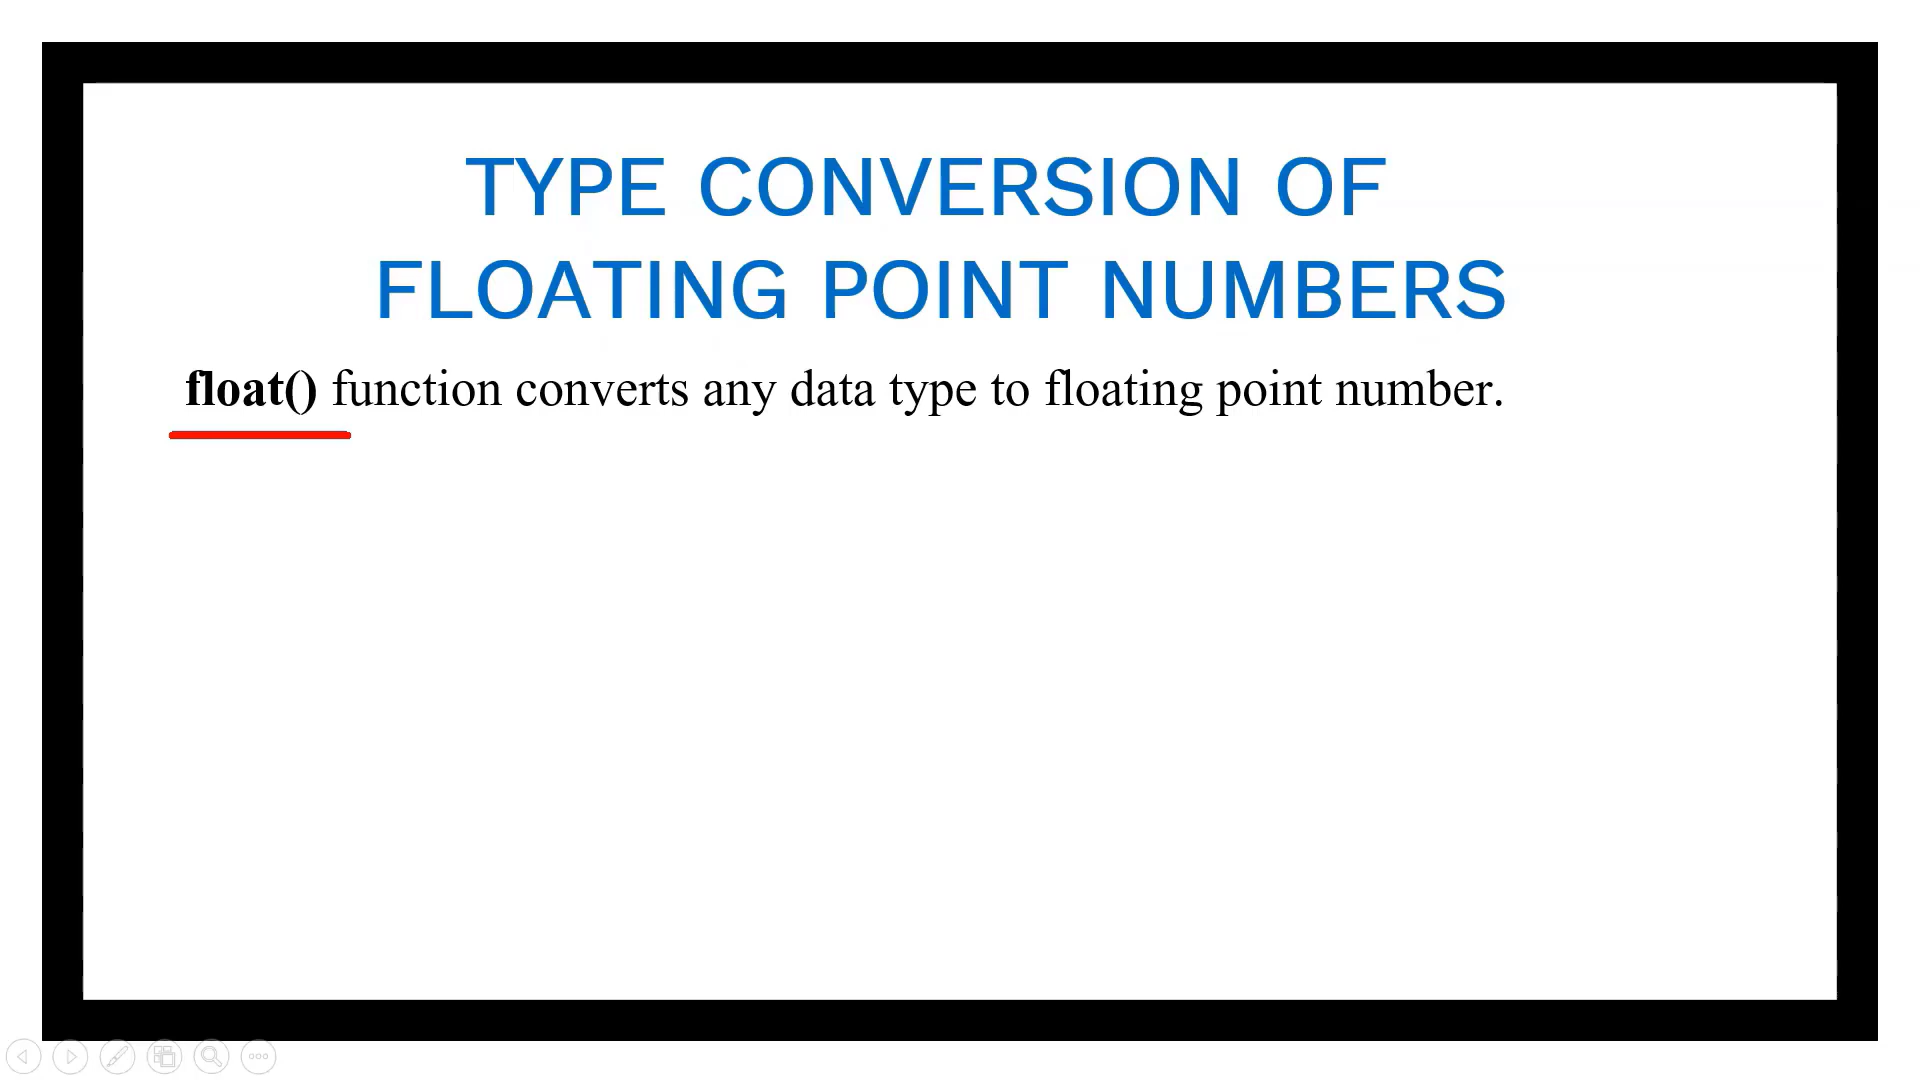 TYPE CONVERSION OF
FLOATING POINT NUMBERS
float() function converts any data type to floating point number.